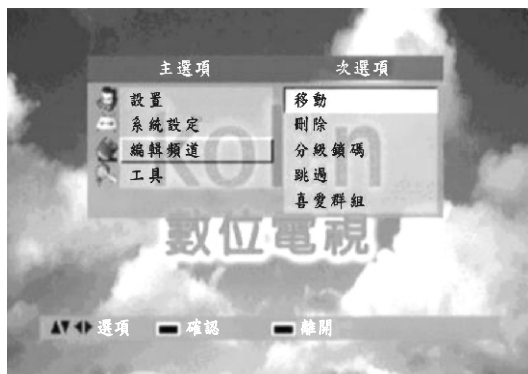 主選項 次選項
設置 移動
系統設定 刪除
編輯頻道 分級鎖碼
工具 跳過
喜愛群組
kolin
數位電視
選項 確認 離開